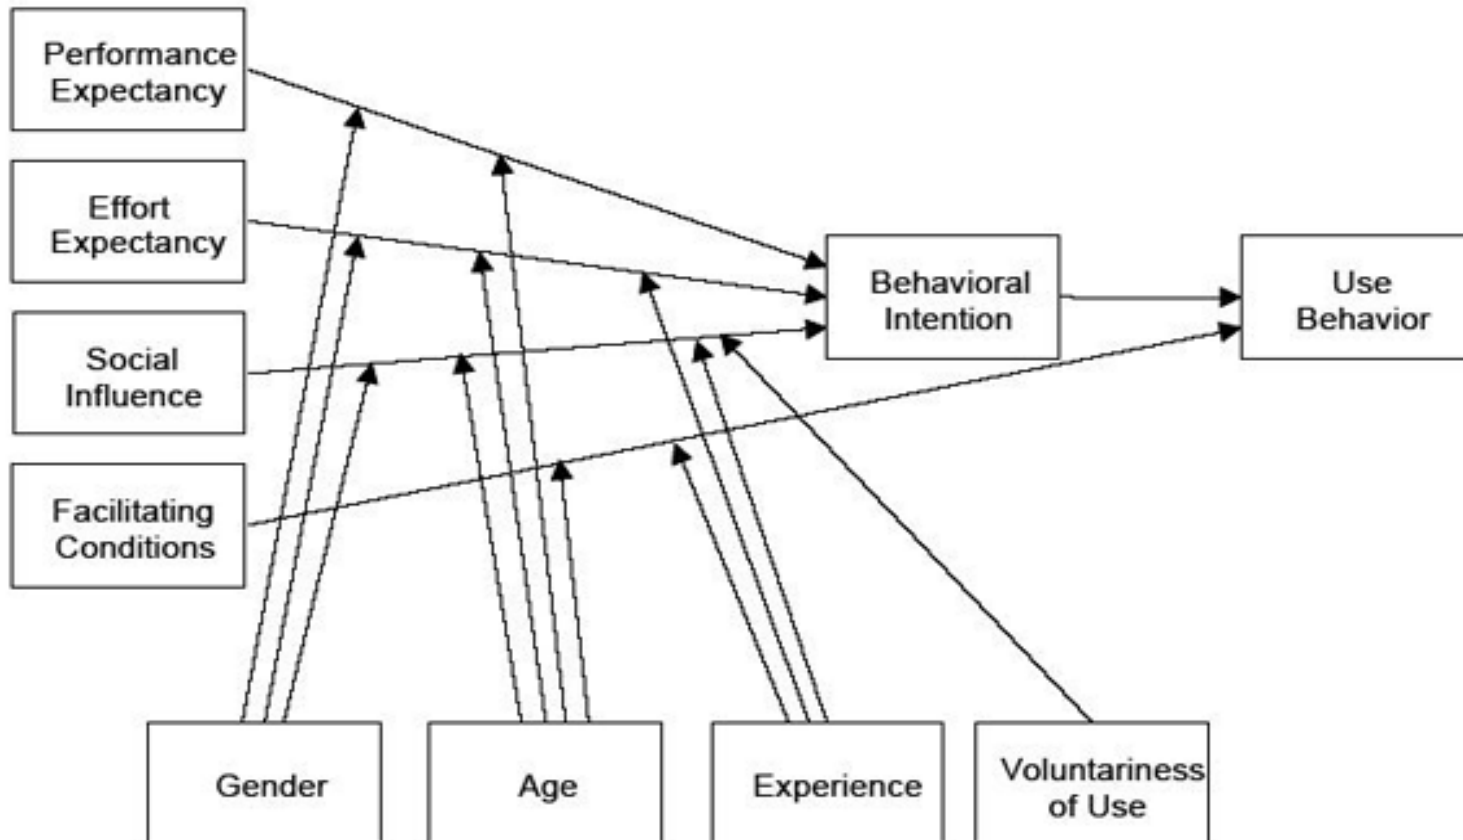 Performance
Expectancy
Effort
Expectancy
Social
Influence
Facilitating
Conditions
Behavioral
Intention
Use
Behavior
Gender
Age
Experience
Voluntariness
of Use